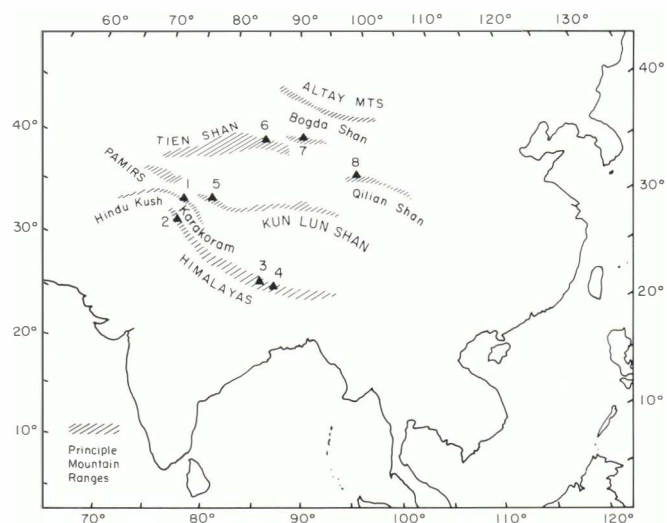 60° 70° 80° 90° 100° 110° 120° 130°
ALTAY MTS
40°
Bogda Shan
40°
TIEN SHAN
6
7
8
PAMIRS
1
5
30°
Qilian Shan
Hindu Kush
30°
2
Karakoram
KUN LUN SHAN
HIMALAYAS
3 4
20°
20°
10°
10°
Principle
Mountain
Ranges
70° 80° 90° 100° 110° 120°